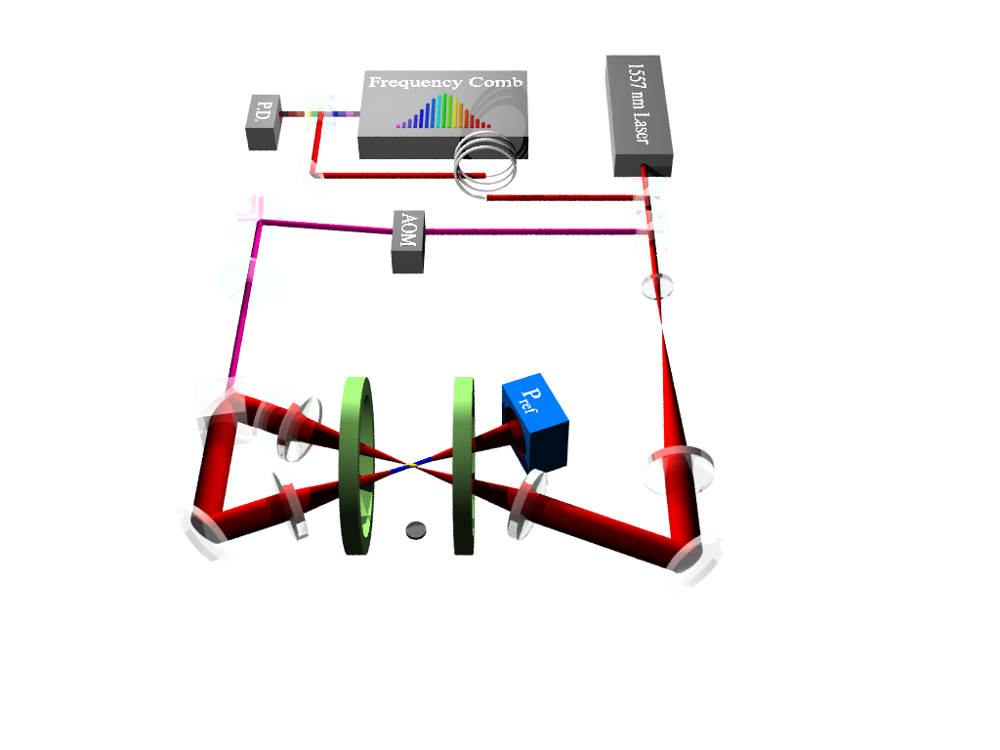 Frequency Comb
P.D.
1557 nm Laser
AOM
Pref